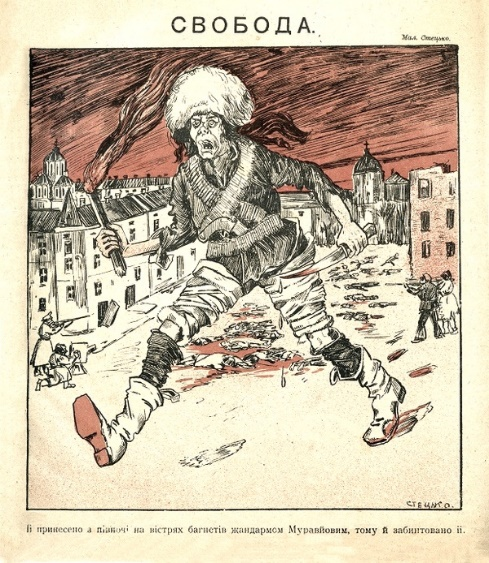 СВОБОДА.
Мал. Стецько.
СТЕЦЬКО.
Її принесено з півночі на вістрях багнетів жандармом Муравйовим, тому й забинтовано її.